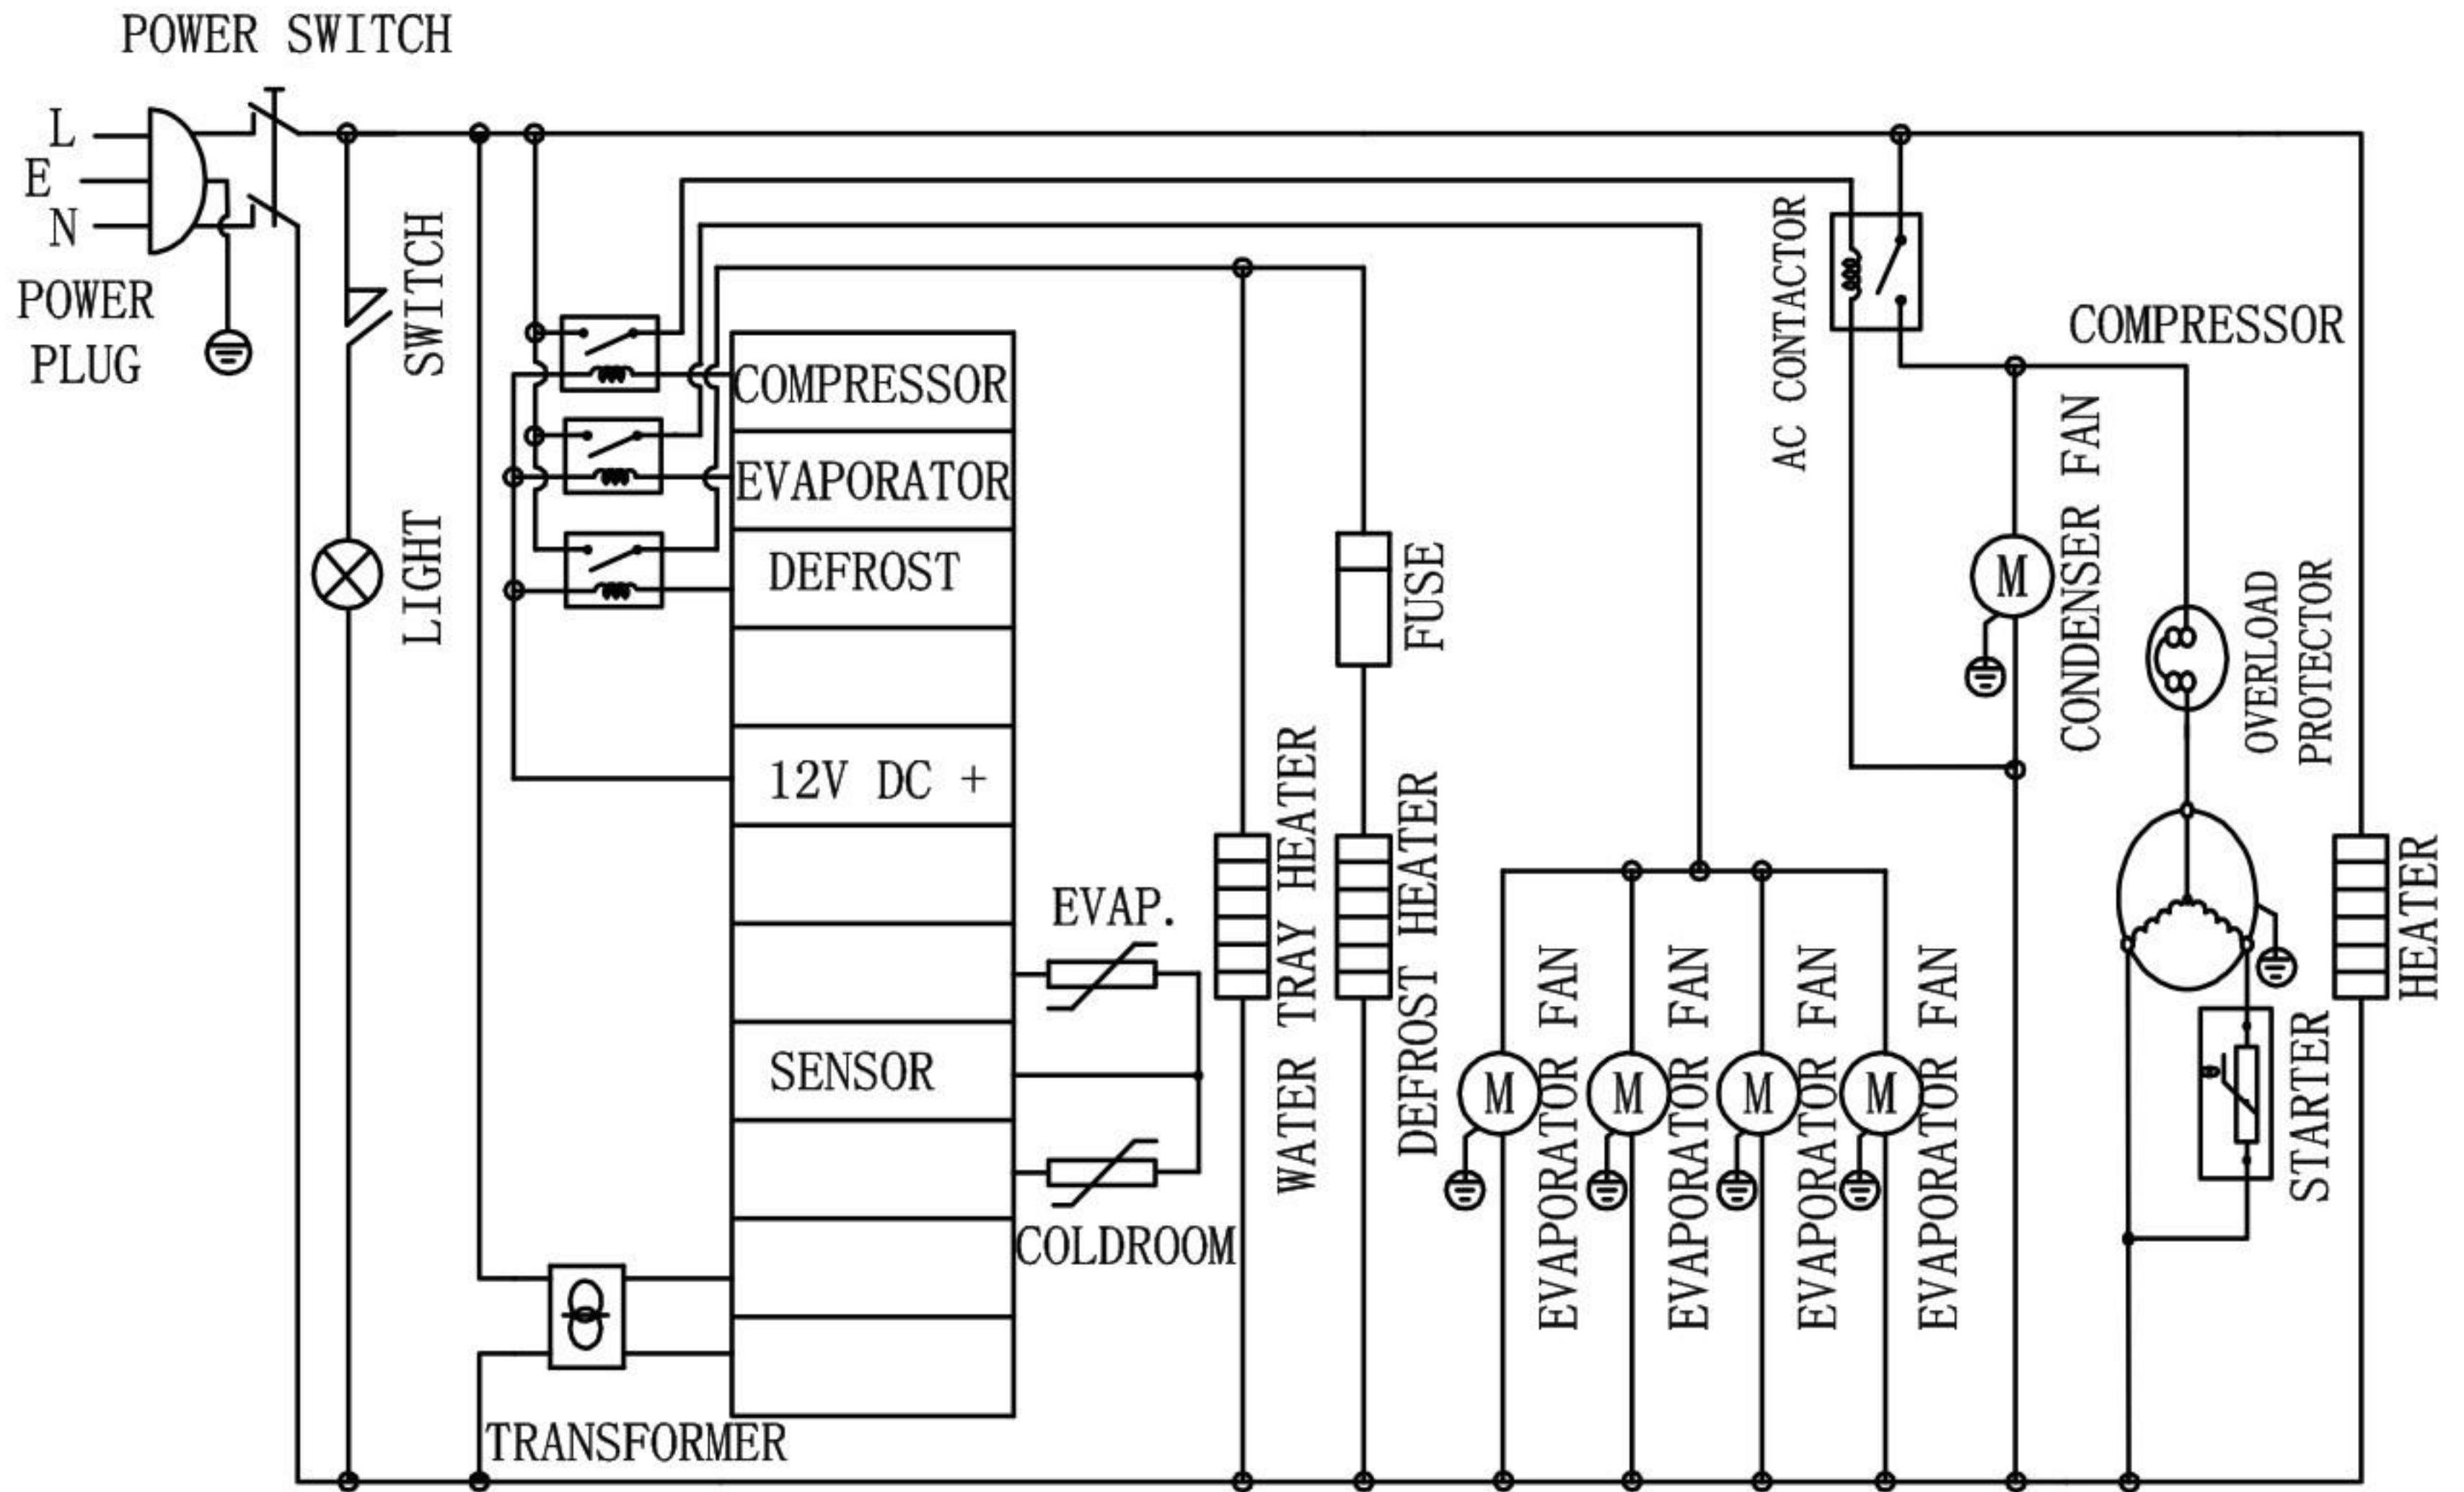 POWER SWITCH
L
E
N
POWER
PLUG
SWITCH
LIGHT
COMPRESSOR
EVAPORATOR
DEFROST
12V DC +
SENSOR
EVAP.
COLDROOM
TRANSFORMER
WATER TRAY HEATER
FUSE
DEFROST HEATER
M
EVAPORATOR FAN
M
EVAPORATOR FAN
M
EVAPORATOR FAN
M
EVAPORATOR FAN
AC CONTACTOR
COMPRESSOR
M
CONDENSER FAN
OVERLOAD
PROTECTOR
STARTER
θ
HEATER